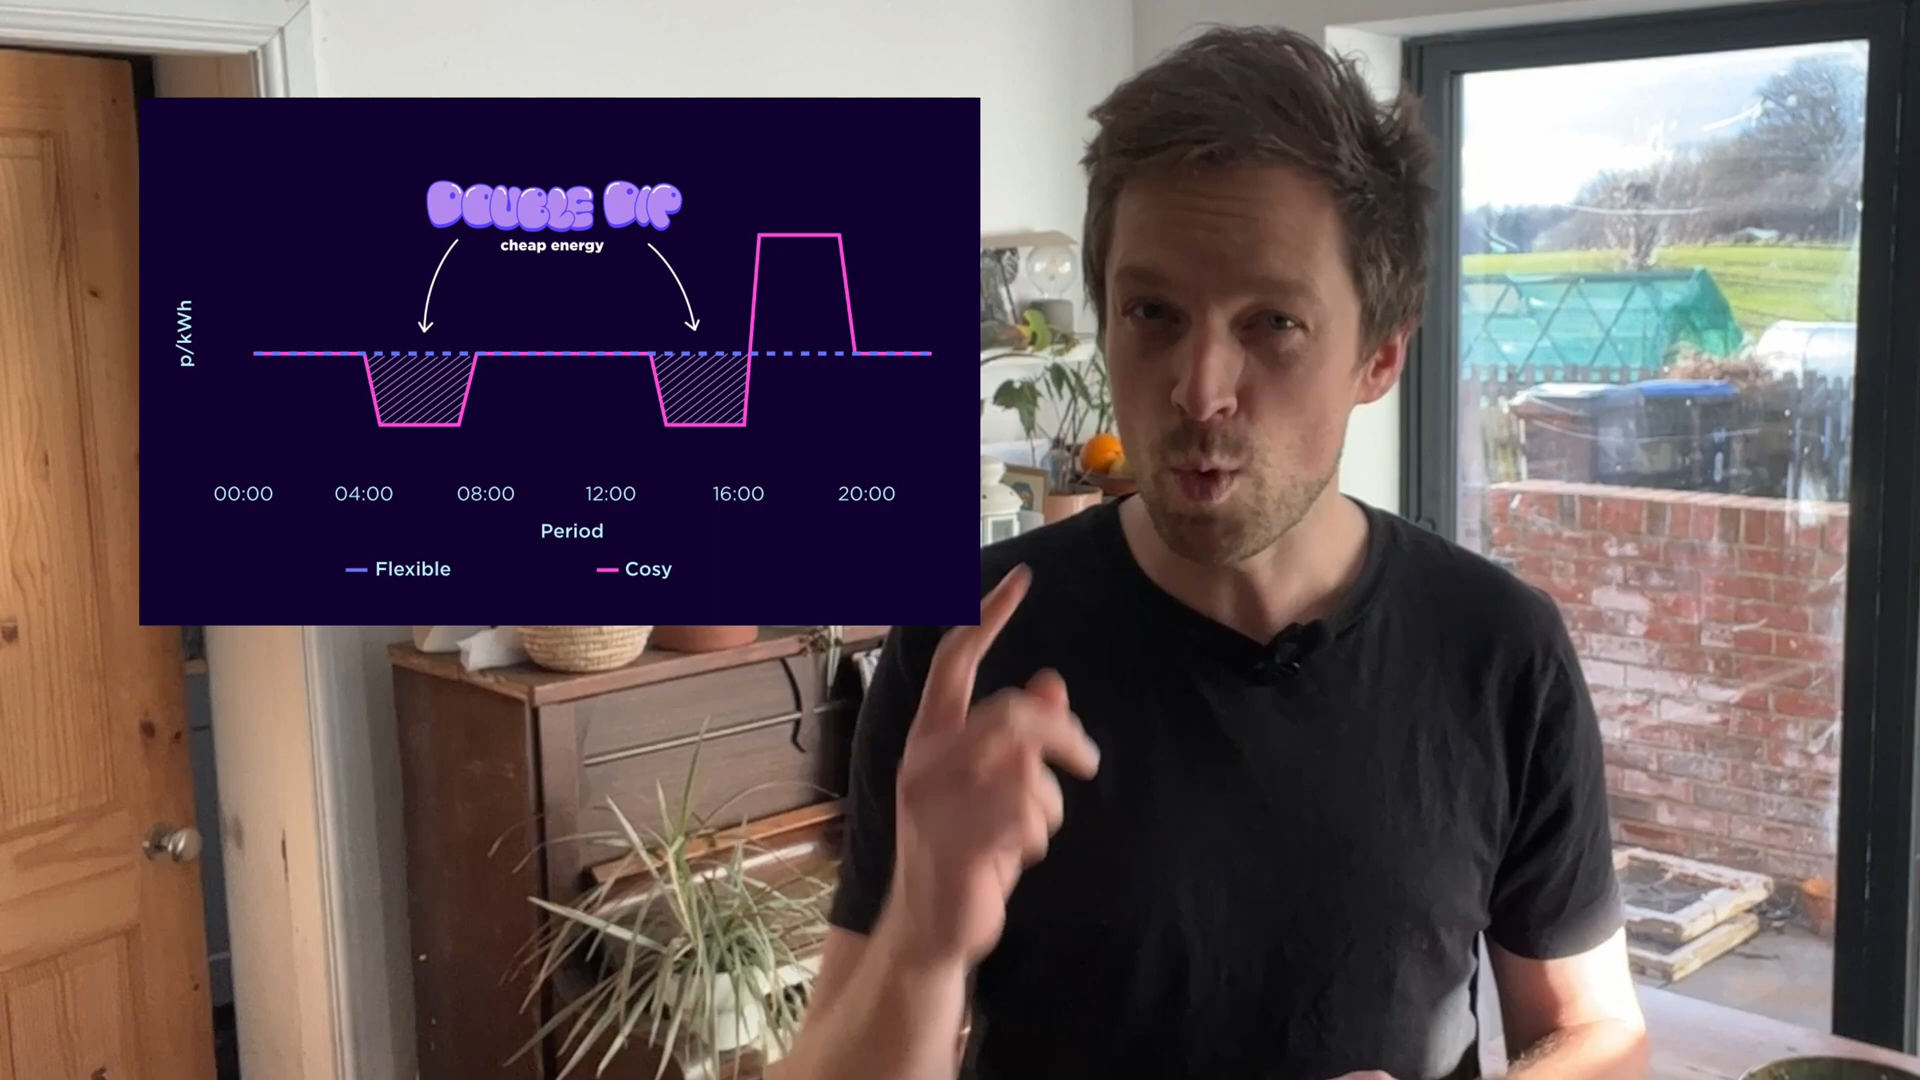 DOUBLE DIP
cheap energy
p/kWh
00:00 04:00 08:00 12:00 16:00 20:00
Period
Flexible Cosy